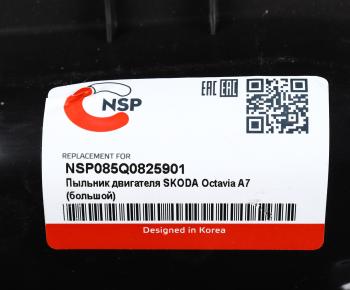 NSP
EAC EAC
REPLACEMENT FOR
NSP085Q0825901
Пыльник двигателя SKODA Octavia A7
(большой)
Designed in Korea